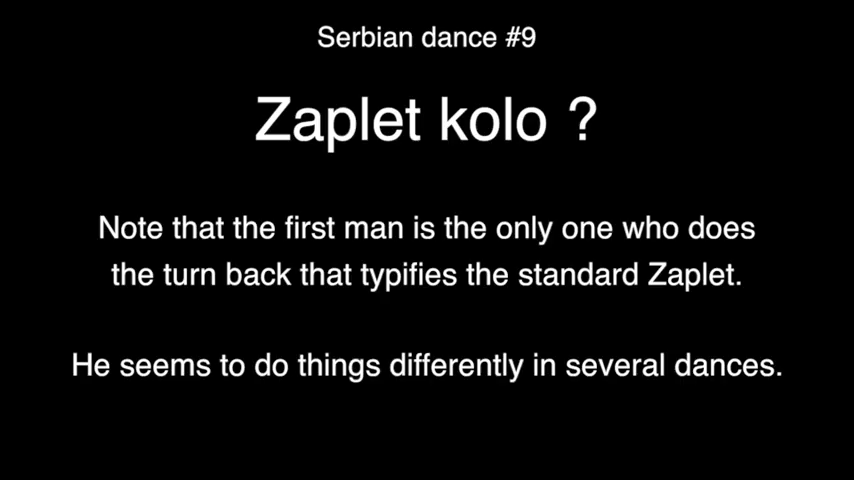 Serbian dance #9
Zaplet kolo ?
Note that the first man is the only one who does
the turn back that typifies the standard Zaplet.
He seems to do things differently in several dances.